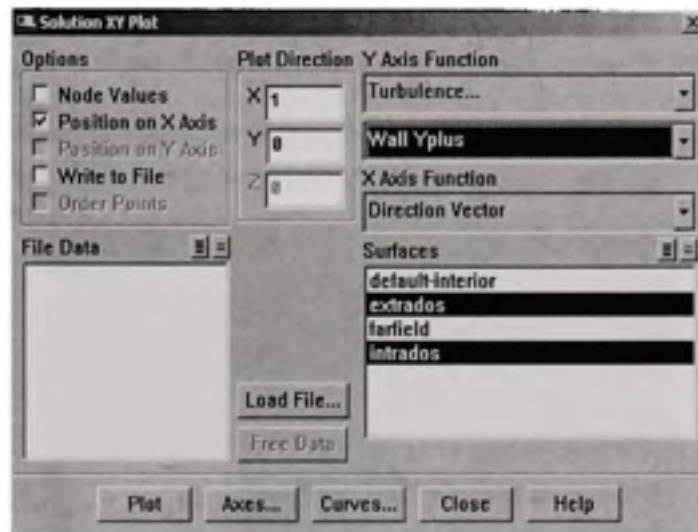 Solution XY Plot
Options
Node Values
Position on X Axis
Position on Y Axis
Write to File
Order Points
Plot Direction
X 1
Y 0
Z 0
Y Axis Function
Turbulence...
Wall Yplus
X Axis Function
Direction Vector
File Data
Surfaces
default-interior
extrados
farfield
intrados
Load File...
Free Data
Plot
Axes...
Curves...
Close
Help